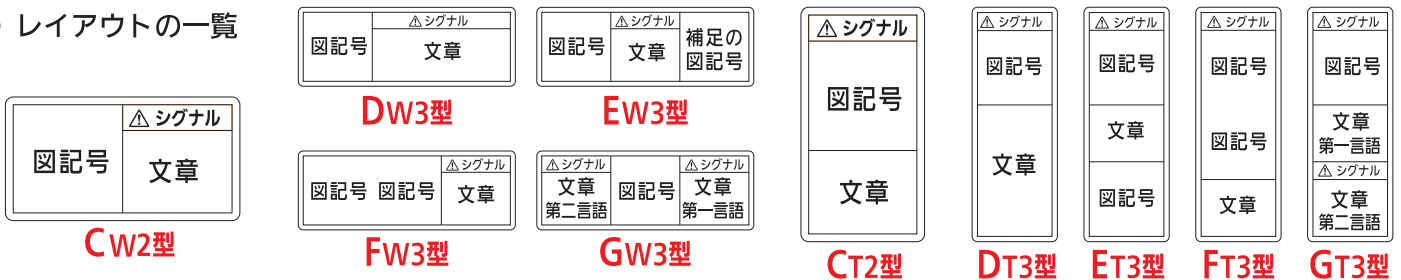 レイアウトの一覧
⚠ シグナル
図記号
文章
CW2型
⚠ シグナル
図記号
文章
DW3型
⚠ シグナル
図記号
文章
補足の
図記号
EW3型
⚠ シグナル
図記号 図記号
文章
FW3型
⚠ シグナル
文章
第二言語
図記号
⚠ シグナル
文章
第一言語
GW3型
⚠ シグナル
図記号
文章
CT2型
⚠ シグナル
図記号
文章
DT3型
⚠ シグナル
図記号
文章
図記号
ET3型
⚠ シグナル
図記号
図記号
文章
FT3型
⚠ シグナル
図記号
文章
第一言語
⚠ シグナル
文章
第二言語
GT3型